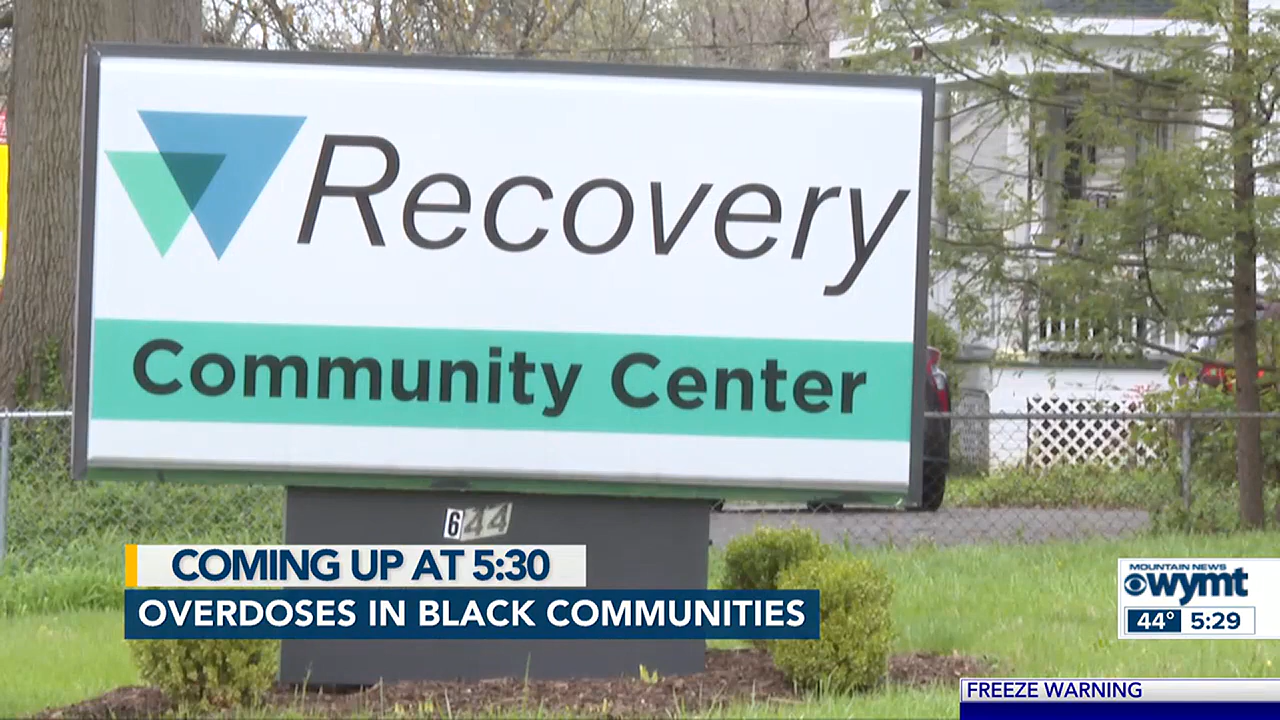 Recovery
Community Center
644
COMING UP AT 5:30
OVERDOSES IN BLACK COMMUNITIES
MOUNTAIN NEWS
wymt
44° 5:29
FREEZE WARNING